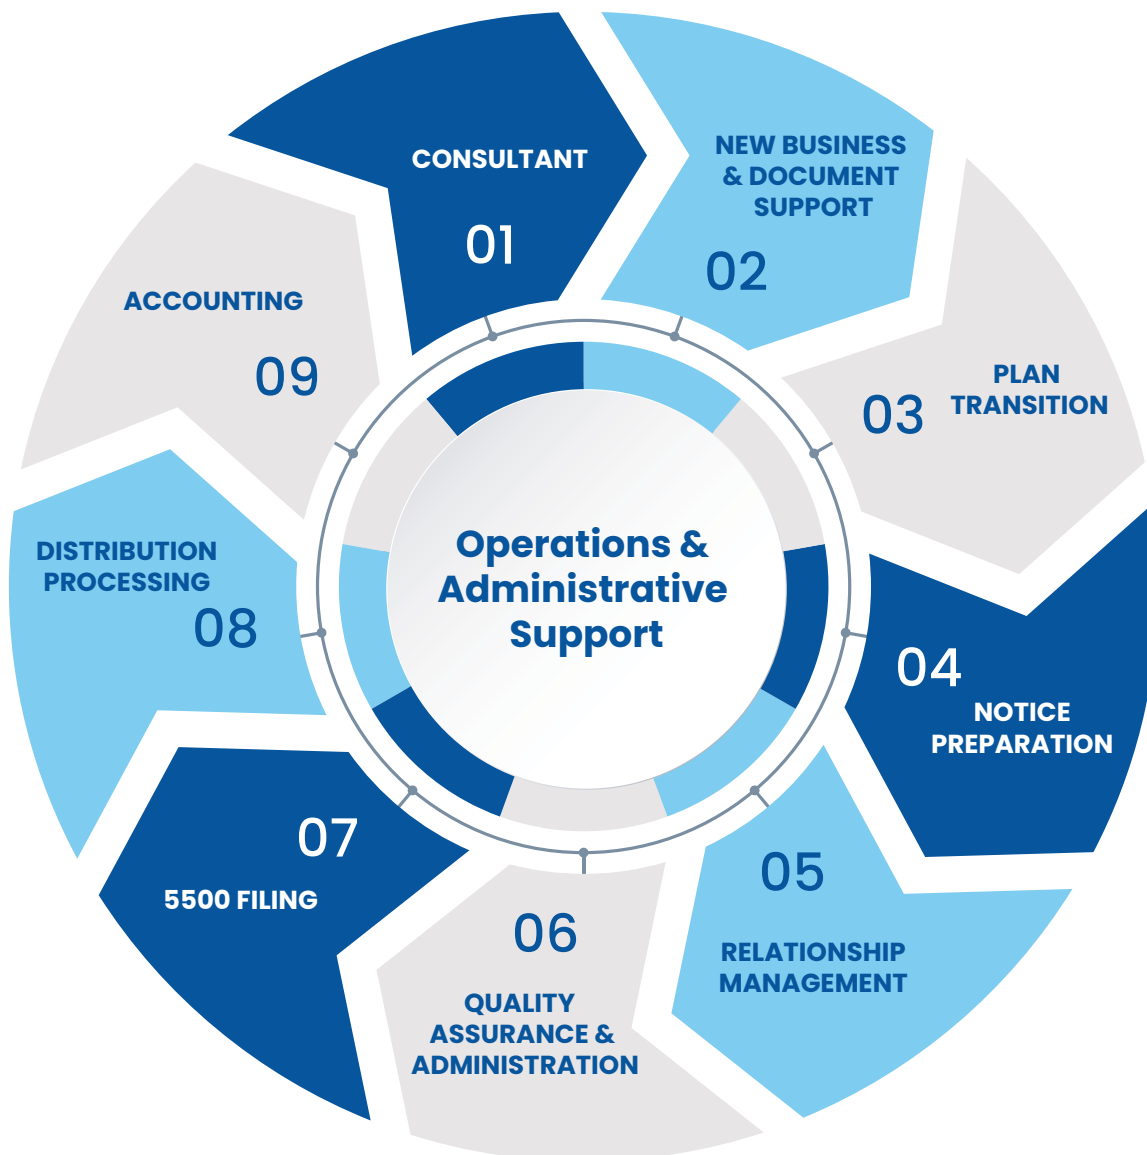 CONSULTANT
01
NEW BUSINESS
& DOCUMENT
SUPPORT
02
PLAN
TRANSITION
03
04
NOTICE
PREPARATION
05
RELATIONSHIP
MANAGEMENT
06
QUALITY
ASSURANCE &
ADMINISTRATION
07
5500 FILING
DISTRIBUTION
PROCESSING
08
ACCOUNTING
09
Operations &
Administrative
Support